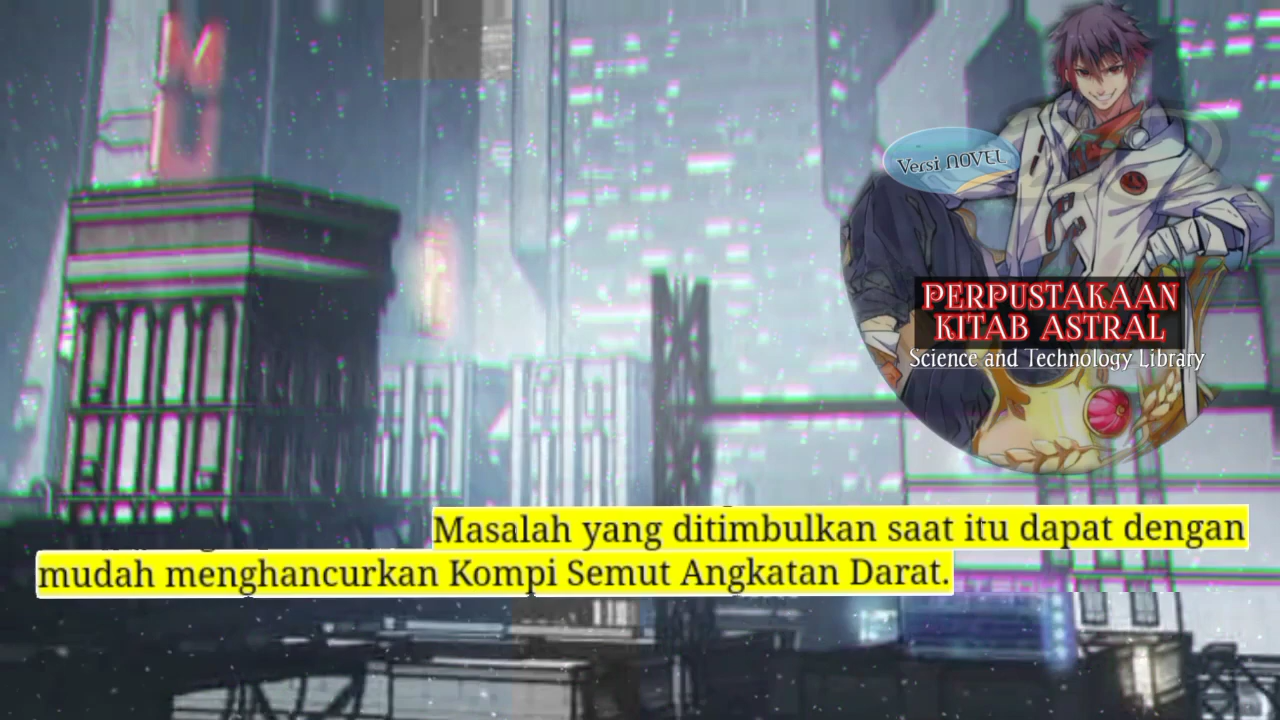 MU
Versi NOVEL
PERPUSTAKAAN
KITAB ASTRAL
Science and Technology Library
Masalah yang ditimbulkan saat itu dapat dengan
mudah menghancurkan Kompi Semut Angkatan Darat.